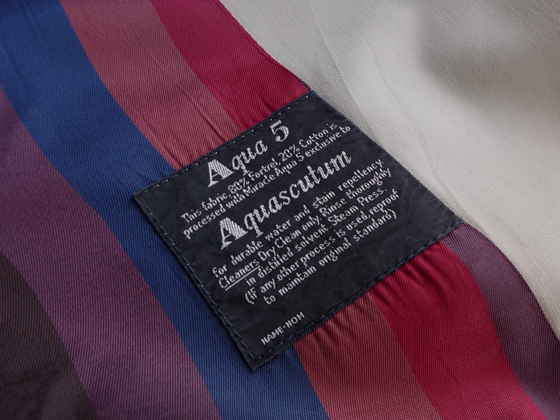 Aqua 5
This fabric 80% Fortrel, 20% Cotton is
processed with Miracle Aqua 5 exclusive to
Aquascutum
for durable water and stain repellency.
Cleaners Dry Clean only. Rinse thoroughly
in distilled solvent. Steam Press.
(If any other process is used, reproof
to maintain original standard)
NAME-NOM